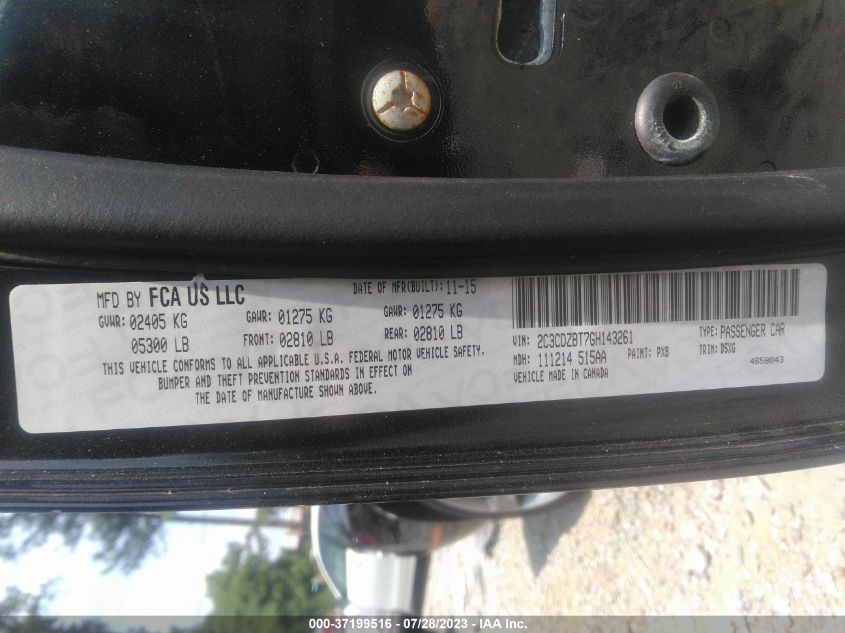 MFD BY FCA US LLC
DATE OF MFR(BUILT): 11-15
GVWR: 02405 KG
GAWR: 01275 KG
GAWR: 01275 KG
05300 LB
FRONT: 02810 LB
REAR: 02810 LB
THIS VEHICLE CONFORMS TO ALL APPLICABLE U.S.A. FEDERAL MOTOR VEHICLE SAFETY,
BUMPER AND THEFT PREVENTION STANDARDS IN EFFECT ON
THE DATE OF MANUFACTURE SHOWN ABOVE.
VIN: 2C3CDZBT7GH143261
TYPE: PASSENGER CAR
MDH: 111214 515AA
PAINT: PX8
TRIM: DSXG
VEHICLE MADE IN CANADA
4658843
000-37199516 - 07/28/2023 - IAA Inc.